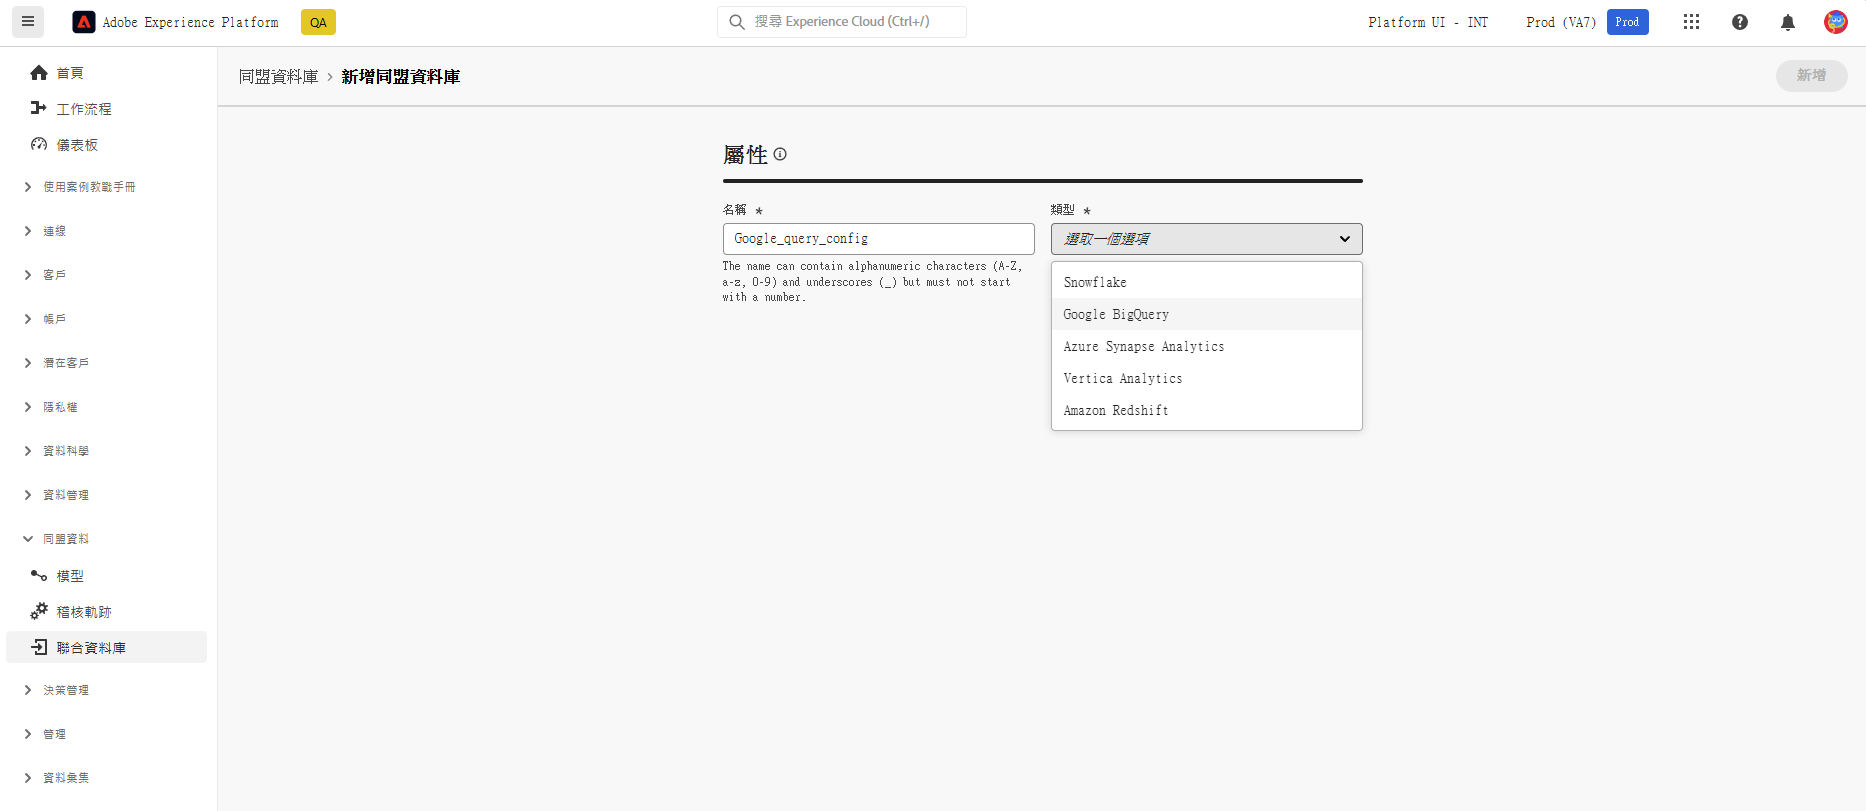 Adobe Experience Platform
QA
搜尋 Experience Cloud (Ctrl+/)
Platform UI - INT
Prod (VA7)
Prod
首頁
工作流程
儀表板
使用案例教戰手冊
連線
客戶
帳戶
潛在客戶
隱私權
資料科學
資料管理
同盟資料
模型
稽核軌跡
聯合資料庫
決策管理
管理
資料彙集
同盟資料庫 › 新增同盟資料庫
新增
屬性
名稱 *
Google_query_config
The name can contain alphanumeric characters (A-Z,
a-z, 0-9) and underscores (_) but must not start
with a number.
類型 *
選取一個選項
Snowflake
Google BigQuery
Azure Synapse Analytics
Vertica Analytics
Amazon Redshift